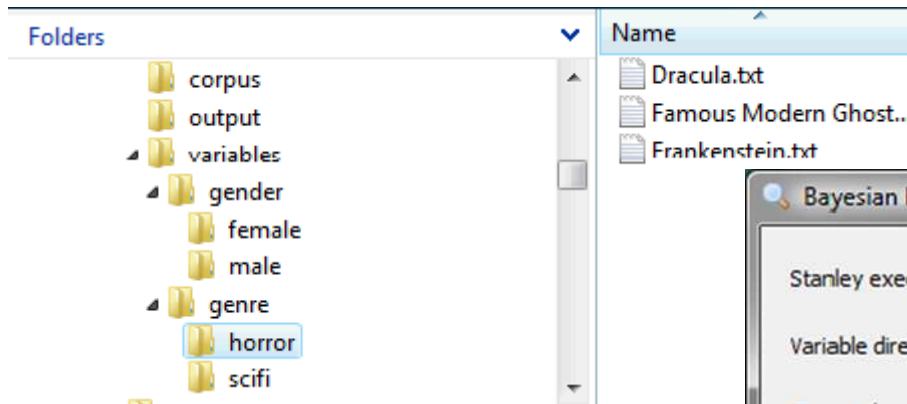 Folders
corpus
output
variables
gender
female
male
genre
horror
scifi
Name
Dracula.txt
Famous Modern Ghost...
Frankenstein.txt
Bayesian
Stanley exe
Variable dire